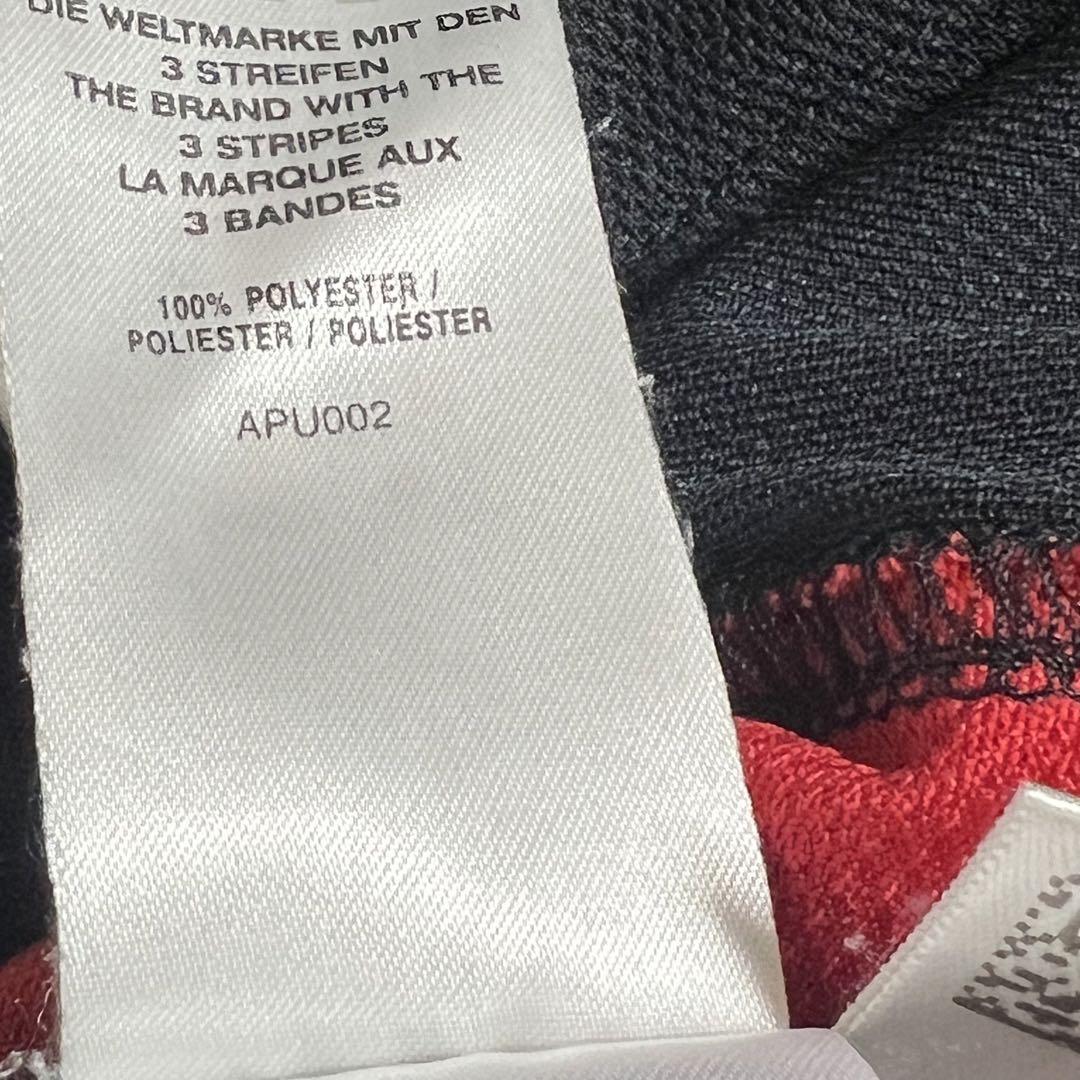 DIE WELTMARKE MIT DEN
3 STREIFEN
THE BRAND WITH THE
3 STRIPES
LA MARQUE AUX
3 BANDES
100% POLYESTER /
POLIESTER / POLIESTER
APU002